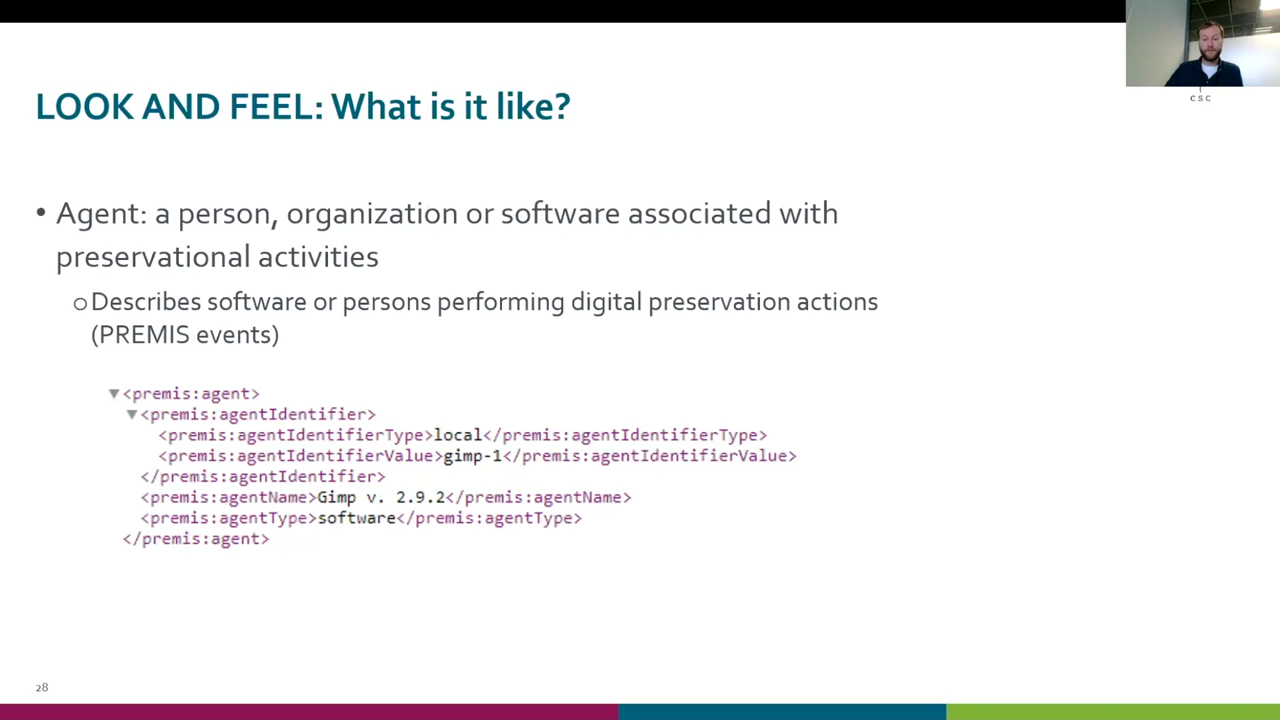 csc
LOOK AND FEEL: What is it like?
• Agent: a person, organization or software associated with
preservational activities
o Describes software or persons performing digital preservation actions
(PREMIS events)
▼<premis:agent>
▼<premis:agentIdentifier>
<premis:agentIdentifierType>local</premis:agentIdentifierType>
<premis:agentIdentifierValue>gimp-1</premis:agentIdentifierValue>
</premis:agentIdentifier>
<premis:agentName>Gimp v. 2.9.2</premis:agentName>
<premis:agentType>software</premis:agentType>
</premis:agent>
28